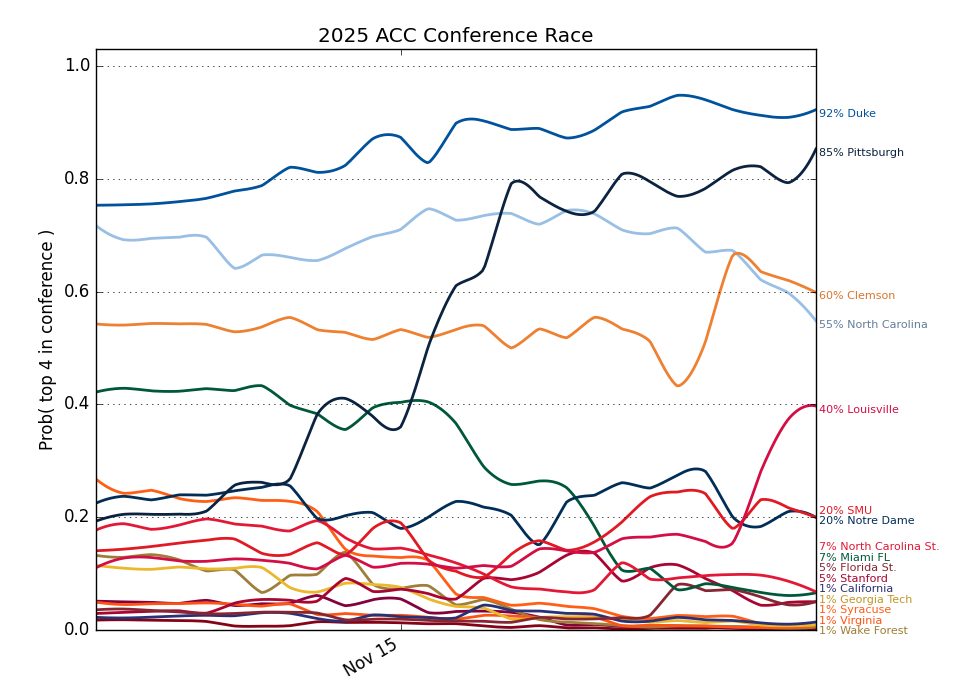 2025 ACC Conference Race
Prob( top 4 in conference )
1.0
0.8
0.6
0.4
0.2
0.0
Nov 15
92% Duke
85% Pittsburgh
60% Clemson
55% North Carolina
40% Louisville
20% SMU
20% Notre Dame
7% North Carolina St.
7% Miami FL
5% Florida St.
5% Stanford
1% California
1% Georgia Tech
1% Syracuse
1% Virginia
1% Wake Forest